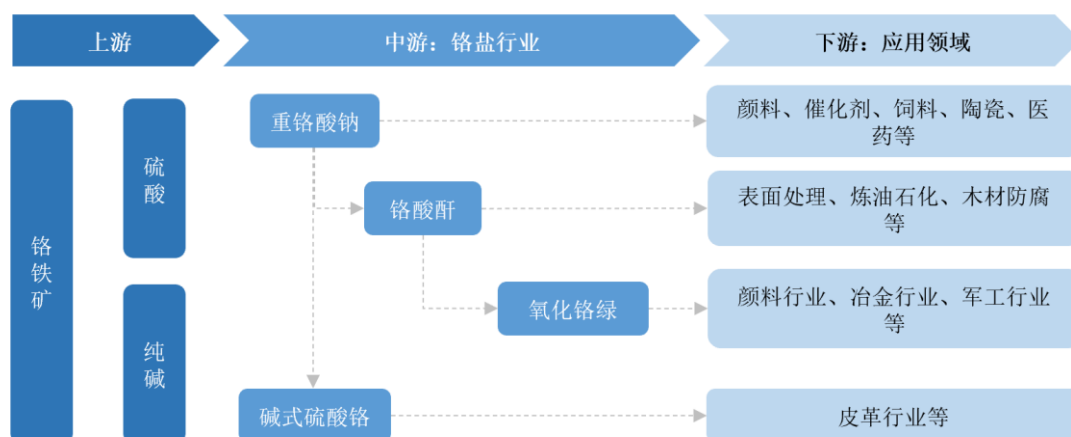 上游
中游：铬盐行业
下游：应用领域
铬铁矿
硫酸
纯碱
重铬酸钠
颜料、催化剂、饲料、陶瓷、医
药等
铬酸酐
表面处理、炼油石化、木材防腐
等
氧化铬绿
颜料行业、冶金行业、军工行业
等
碱式硫酸铬
皮革行业等